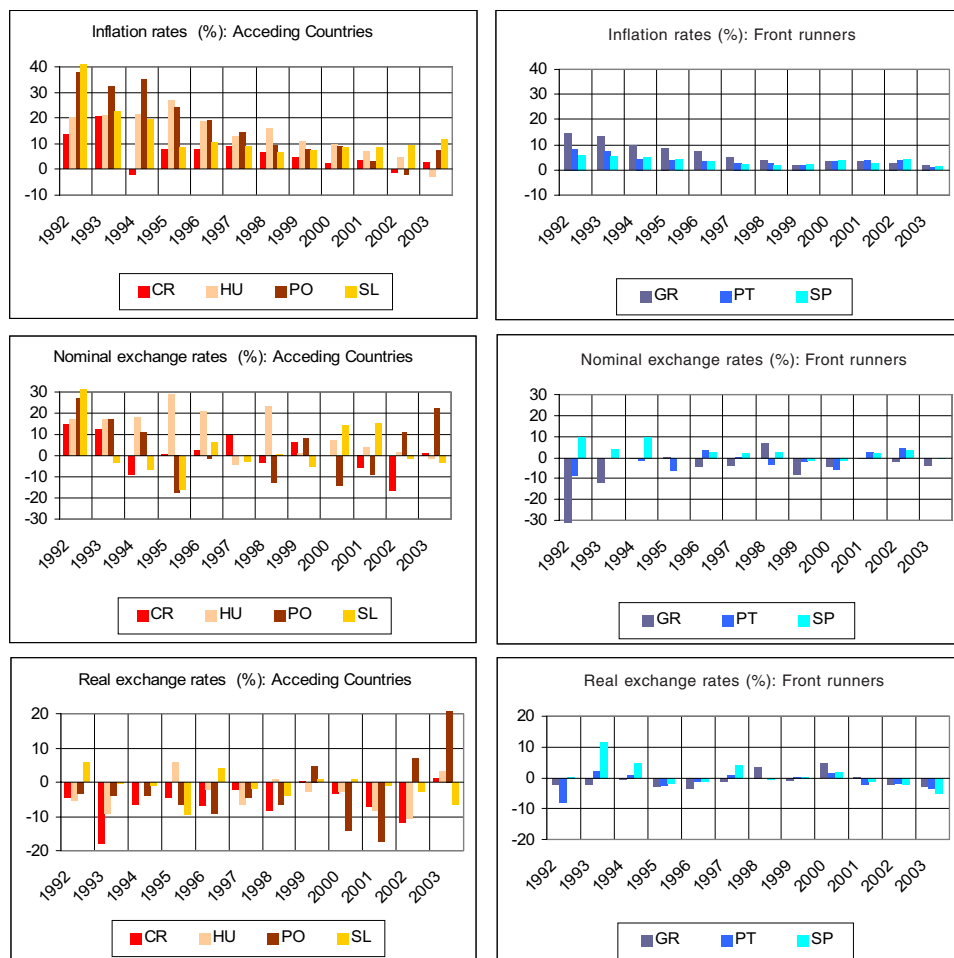 Inflation rates (%): Acceding Countries
40
30
20
10
0
-10
1992 1993 1994 1995 1996 1997 1998 1999 2000 2001 2002 2003
CR HU PO SL
Inflation rates (%): Front runners
40
30
20
10
0
-10
1992 1993 1994 1995 1996 1997 1998 1999 2000 2001 2002 2003
GR PT SP
Nominal exchange rates (%): Acceding Countries
30
20
10
0
-10
-20
-30
1992 1993 1994 1995 1996 1997 1998 1999 2000 2001 2002 2003
CR HU PO SL
Nominal exchange rates (%): Front runners
30
20
10
0
-10
-20
-30
1992 1993 1994 1995 1996 1997 1998 1999 2000 2001 2002 2003
GR PT SP
Real exchange rates (%): Acceding Countries
20
10
0
-10
-20
1992 1993 1994 1995 1996 1997 1998 1999 2000 2001 2002 2003
CR HU PO SL
Real exchange rates (%): Front runners
20
10
0
-10
-20
1992 1993 1994 1995 1996 1997 1998 1999 2000 2001 2002 2003
GR PT SP